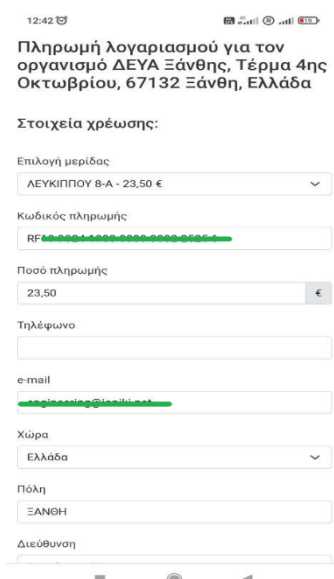 12:42
Πληρωμή λογαριασμού για τον
οργανισμό ΔΕΥΑ Ξάνθης, Τέρμα 4ης
Οκτωβρίου, 67132 Ξάνθη, Ελλάδα
Στοιχεία χρέωσης:
Επιλογή μερίδας
ΛΕΥΚΙΠΠΟΥ 8-Α - 23,50 €
Κωδικός πληρωμής
Ποσό πληρωμής
23,50 €
Τηλέφωνο
e-mail
Χώρα
Ελλάδα
Πόλη
ΞΑΝΘΗ
Διεύθυνση